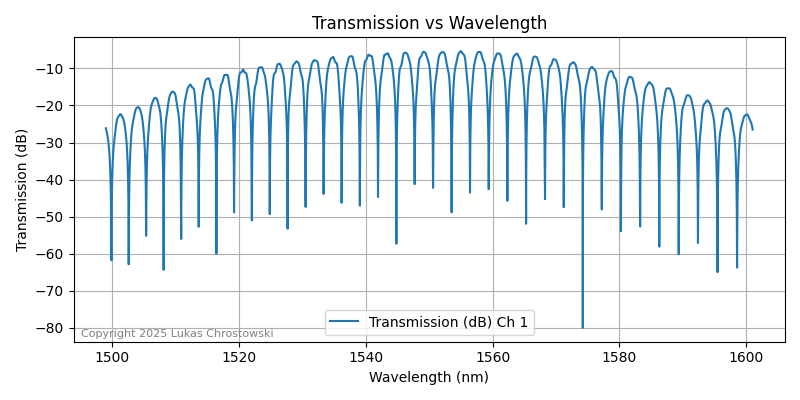 Transmission vs Wavelength
Transmission (dB)
−10
−20
−30
−40
−50
−60
−70
−80
Transmission (dB) Ch 1
Copyright 2025 Lukas Chrostowski
1500 1520 1540 1560 1580 1600
Wavelength (nm)